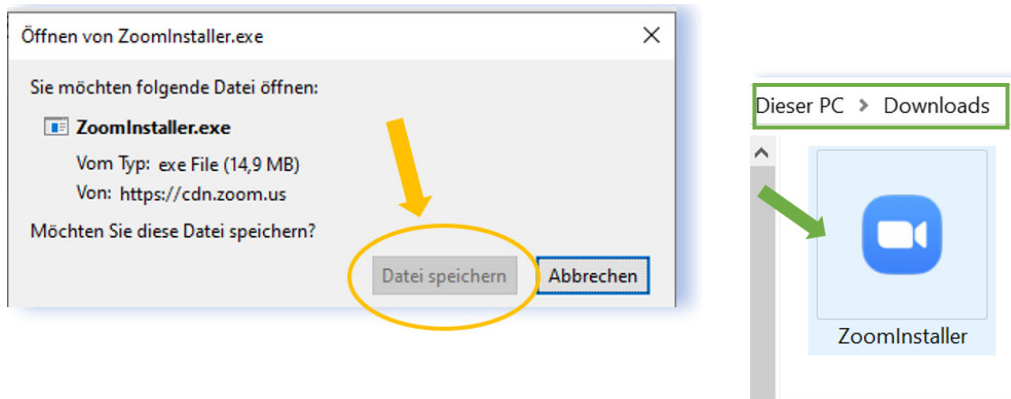 Öffnen von ZoomInstaller.exe
Sie möchten folgende Datei öffnen:
ZoomInstaller.exe
Vom Typ: exe File (14,9 MB)
Von: https://cdn.zoom.us
Möchten Sie diese Datei speichern?
Datei speichern Abbrechen
Dieser PC > Downloads
ZoomInstaller